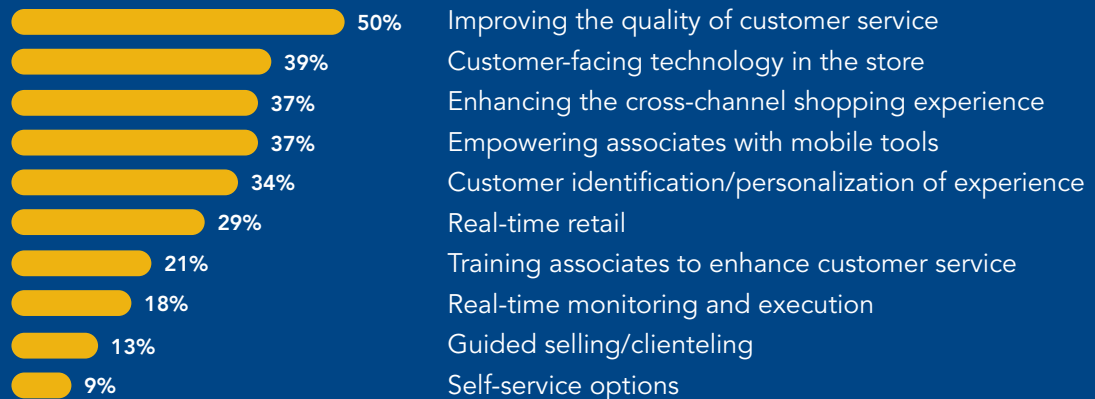 50% Improving the quality of customer service
39% Customer-facing technology in the store
37% Enhancing the cross-channel shopping experience
37% Empowering associates with mobile tools
34% Customer identification/personalization of experience
29% Real-time retail
21% Training associates to enhance customer service
18% Real-time monitoring and execution
13% Guided selling/clienteling
9% Self-service options